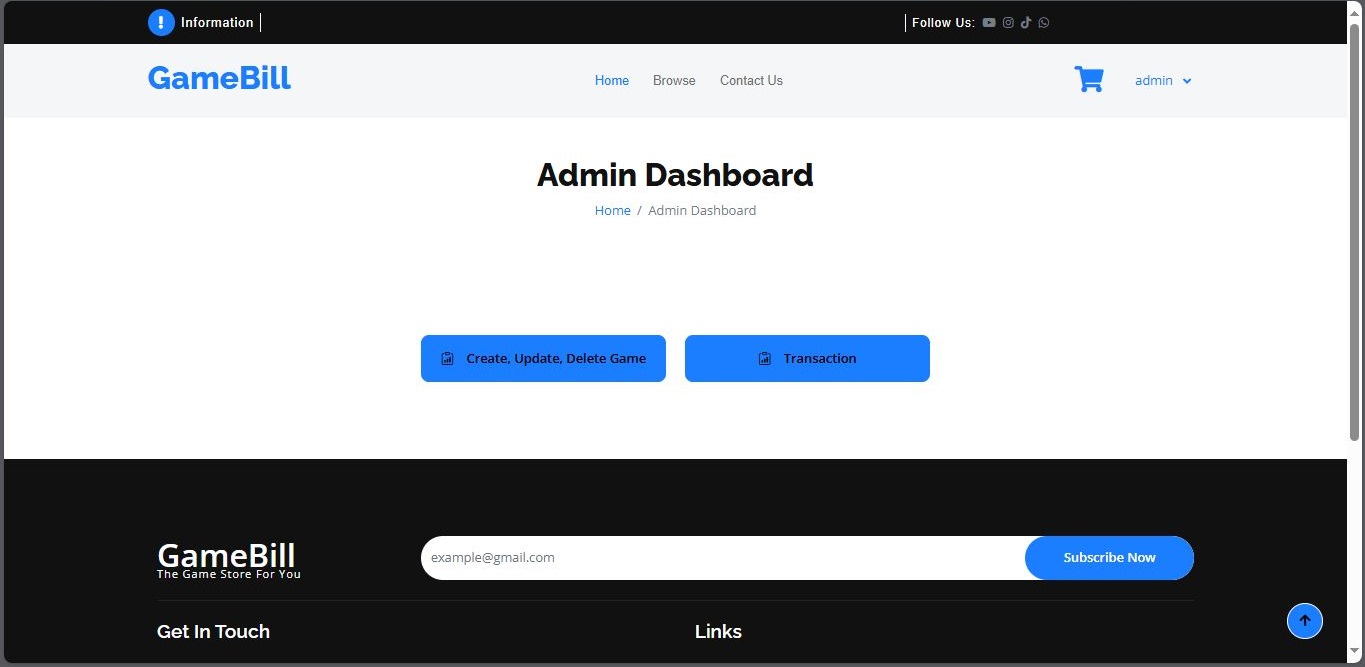 Information
Follow Us:
GameBill
Home Browse Contact Us
admin
Admin Dashboard
Home / Admin Dashboard
Create, Update, Delete Game
Transaction
GameBill
The Game Store For You
example@gmail.com
Subscribe Now
Get In Touch
Links